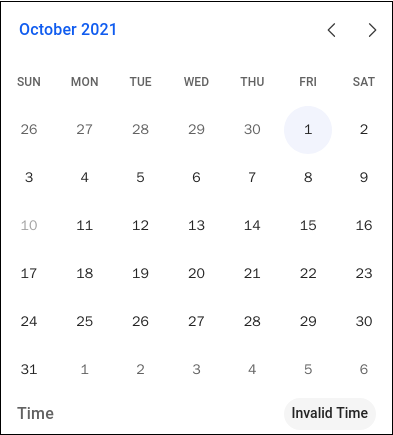 October 2021
SUN MON TUE WED THU FRI SAT
26 27 28 29 30 1 2
3 4 5 6 7 8 9
10 11 12 13 14 15 16
17 18 19 20 21 22 23
24 25 26 27 28 29 30
31 1 2 3 4 5 6
Time Invalid Time